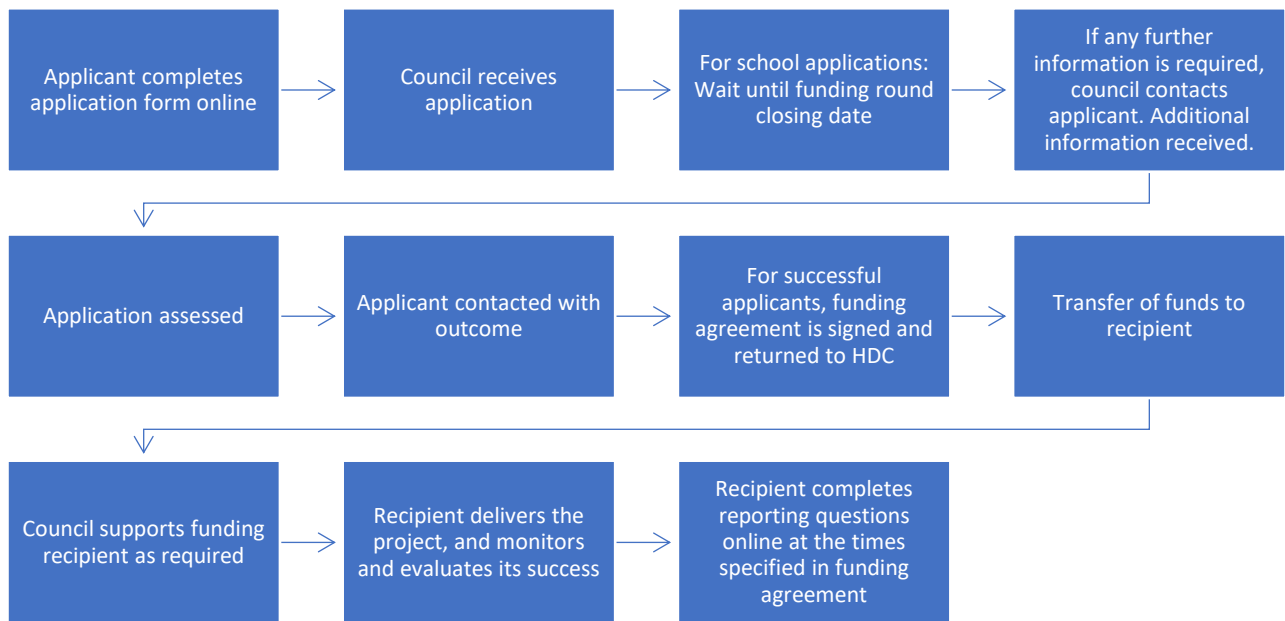 Applicant completes
application form online
Council receives
application
For school applications:
Wait until funding round
closing date
If any further
information is required,
council contacts
applicant. Additional
information received.
Application assessed
Applicant contacted with
outcome
For successful
applicants, funding
agreement is signed and
returned to HDC
Transfer of funds to
recipient
Council supports funding
recipient as required
Recipient delivers the
project, and monitors
and evaluates its success
Recipient completes
reporting questions
online at the times
specified in funding
agreement